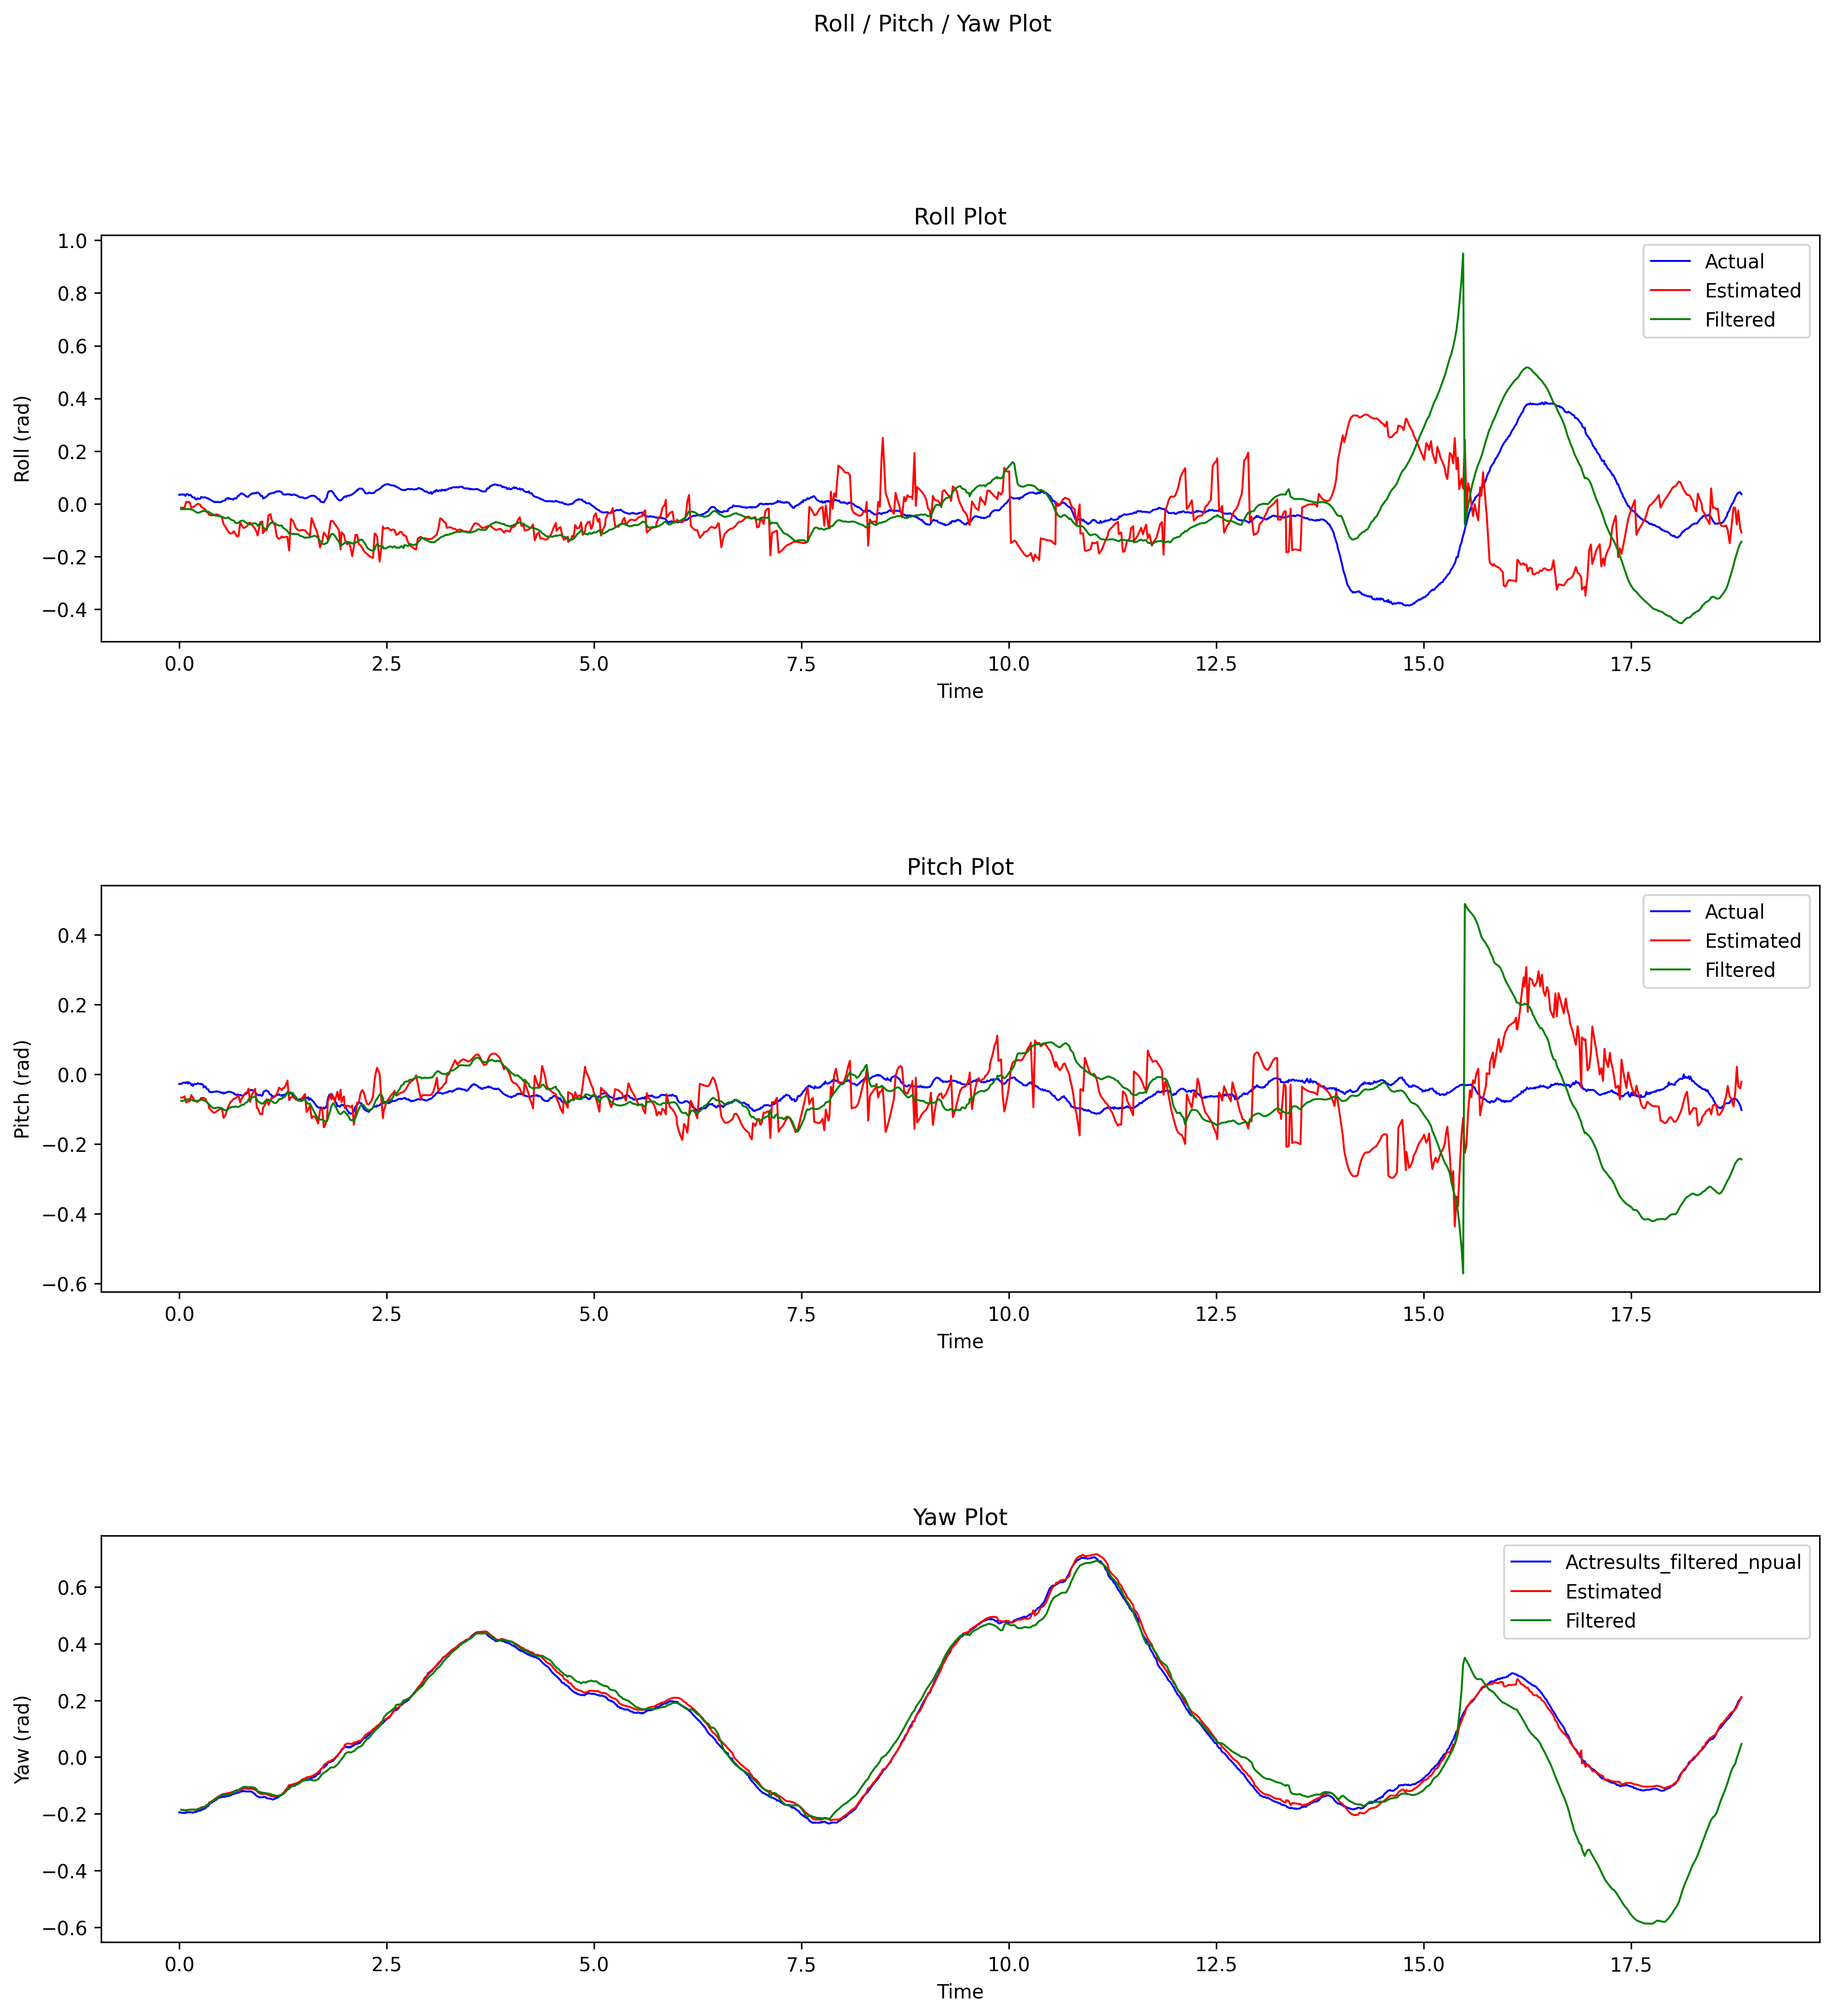 Roll / Pitch / Yaw Plot
Roll Plot
1.0
0.8
0.6
0.4
0.2
0.0
−0.2
−0.4
Roll (rad)
Actual
Estimated
Filtered
0.0 2.5 5.0 7.5 10.0 12.5 15.0 17.5
Time
Pitch Plot
0.4
0.2
0.0
−0.2
−0.4
−0.6
Pitch (rad)
Actual
Estimated
Filtered
0.0 2.5 5.0 7.5 10.0 12.5 15.0 17.5
Time
Yaw Plot
0.6
0.4
0.2
0.0
−0.2
−0.4
−0.6
Yaw (rad)
Actresults_filtered_npual
Estimated
Filtered
0.0 2.5 5.0 7.5 10.0 12.5 15.0 17.5
Time